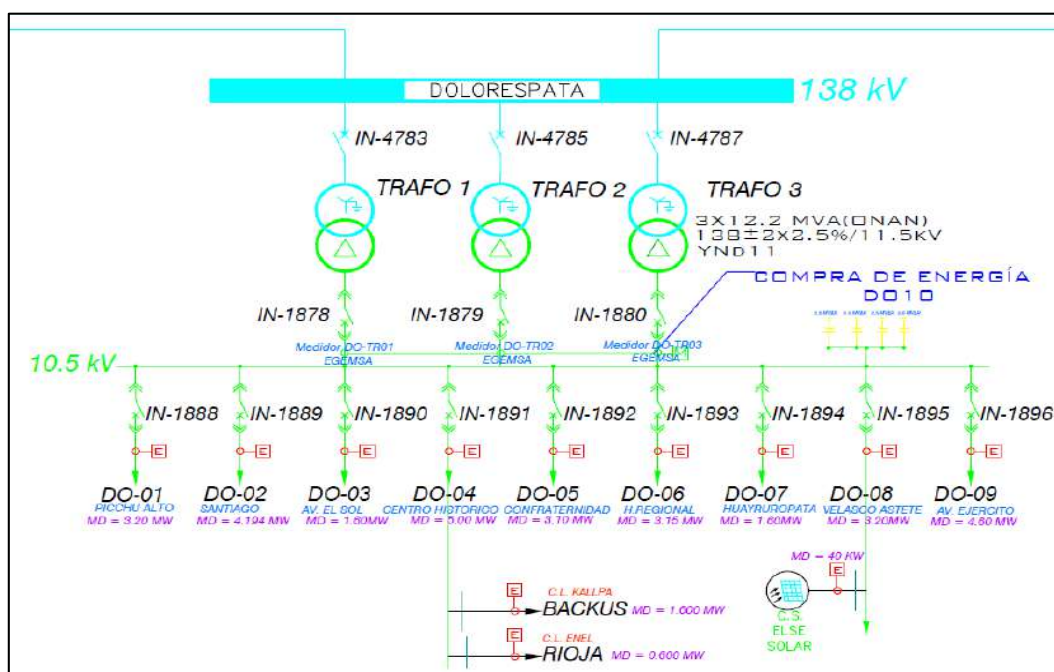 DOLORESPATA
138 kV
IN-4783
IN-4785
IN-4787
TRAFO 1
TRAFO 2
TRAFO 3
3X12.2 MVA(ONAN)
138±2X2.5%/11.5KV
YND11
COMPRA DE ENERGÍA
DO10
IN-1878
IN-1879
IN-1880
Medidor DO-TR01
EGEMSA
Medidor DO-TR02
EGEMSA
Medidor DO-TR03
EGEMSA
10.5 kV
IN-1888
IN-1889
IN-1890
IN-1891
IN-1892
IN-1893
IN-1894
IN-1895
IN-1896
E E E E E E E E E
DO-01
PICCHU ALTO
MD = 3.20 MW
DO-02
SANTIAGO
MD = 4.194 MW
DO-03
AV. EL SOL
MD = 1.60MW
DO-04
CENTRO HISTORICO
MD = 5.00 MW
DO-05
CONFRATERNIDAD
MD = 3.10 MW
DO-06
H.REGIONAL
MD = 3.15 MW
DO-07
HUAYRUROPATA
MD = 1.60MW
DO-08
VELASCO ASTETE
MD = 3.20MW
DO-09
AV. EJERCITO
MD = 4.60 MW
MD = 40 KW
E
C.S.
ELSE
SOLAR
E
C.L. KALLPA
BACKUS MD = 1.000 MW
E
C.L. ENEL
RIOJA MD = 0.600 MW